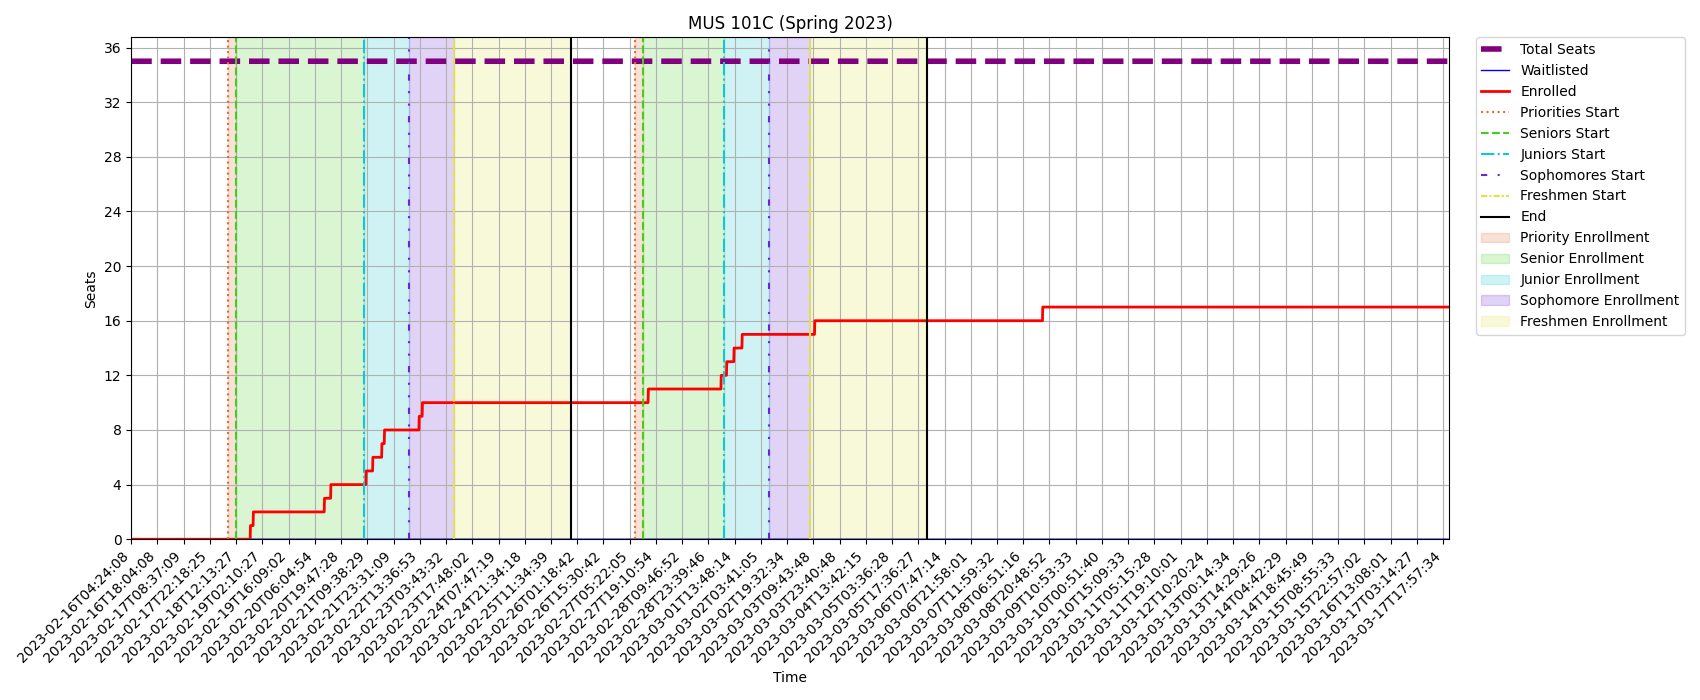 MUS 101C (Spring 2023)
36
32
28
24
20
16
12
8
4
0
Seats
2023-02-16T04:24:08
2023-02-16T18:04:08
2023-02-17T08:37:09
2023-02-17T22:18:25
2023-02-18T12:13:27
2023-02-19T02:10:27
2023-02-19T16:09:02
2023-02-20T06:04:54
2023-02-20T19:47:28
2023-02-21T09:38:29
2023-02-21T23:31:09
2023-02-22T13:36:53
2023-02-23T03:43:32
2023-02-23T17:48:02
2023-02-24T07:47:19
2023-02-24T21:34:18
2023-02-25T11:34:39
2023-02-26T01:18:42
2023-02-26T15:30:42
2023-02-27T05:22:05
2023-02-27T19:10:54
2023-02-28T09:46:52
2023-02-28T23:39:46
2023-03-01T13:48:14
2023-03-02T03:41:05
2023-03-02T19:32:34
2023-03-03T09:43:48
2023-03-03T23:40:48
2023-03-04T13:42:15
2023-03-05T03:36:28
2023-03-05T17:36:27
2023-03-06T07:47:14
2023-03-06T21:58:01
2023-03-07T11:59:32
2023-03-08T06:51:16
2023-03-08T20:48:52
2023-03-09T10:53:33
2023-03-10T00:51:40
2023-03-10T15:09:33
2023-03-11T05:15:28
2023-03-11T19:10:01
2023-03-12T10:20:24
2023-03-13T00:14:34
2023-03-13T14:29:26
2023-03-14T04:42:29
2023-03-14T18:45:49
2023-03-15T08:55:33
2023-03-15T22:57:02
2023-03-16T13:08:01
2023-03-17T03:14:27
2023-03-17T17:57:34
Time
Total Seats
Waitlisted
Enrolled
Priorities Start
Seniors Start
Juniors Start
Sophomores Start
Freshmen Start
End
Priority Enrollment
Senior Enrollment
Junior Enrollment
Sophomore Enrollment
Freshmen Enrollment